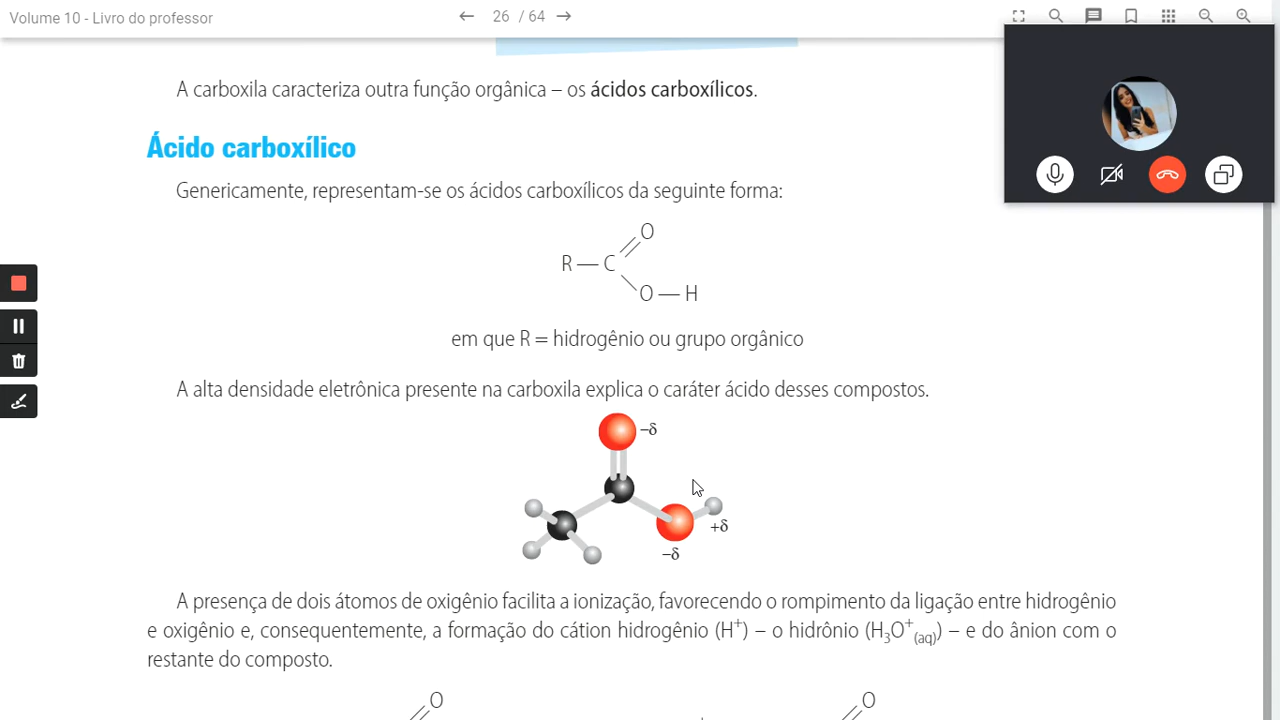 Volume 10 - Livro do professor
26 / 64
A carboxila caracteriza outra função orgânica – os ácidos carboxílicos.
Ácido carboxílico
Genericamente, representam-se os ácidos carboxílicos da seguinte forma:
O
R — C
O — H
em que R = hidrogênio ou grupo orgânico
A alta densidade eletrônica presente na carboxila explica o caráter ácido desses compostos.
–δ
+δ
–δ
A presença de dois átomos de oxigênio facilita a ionização, favorecendo o rompimento da ligação entre hidrogênio
e oxigênio e, consequentemente, a formação do cátion hidrogênio (H⁺) – o hidrônio (H₃O⁺₍aq₎) – e do ânion com o
restante do composto.
O O